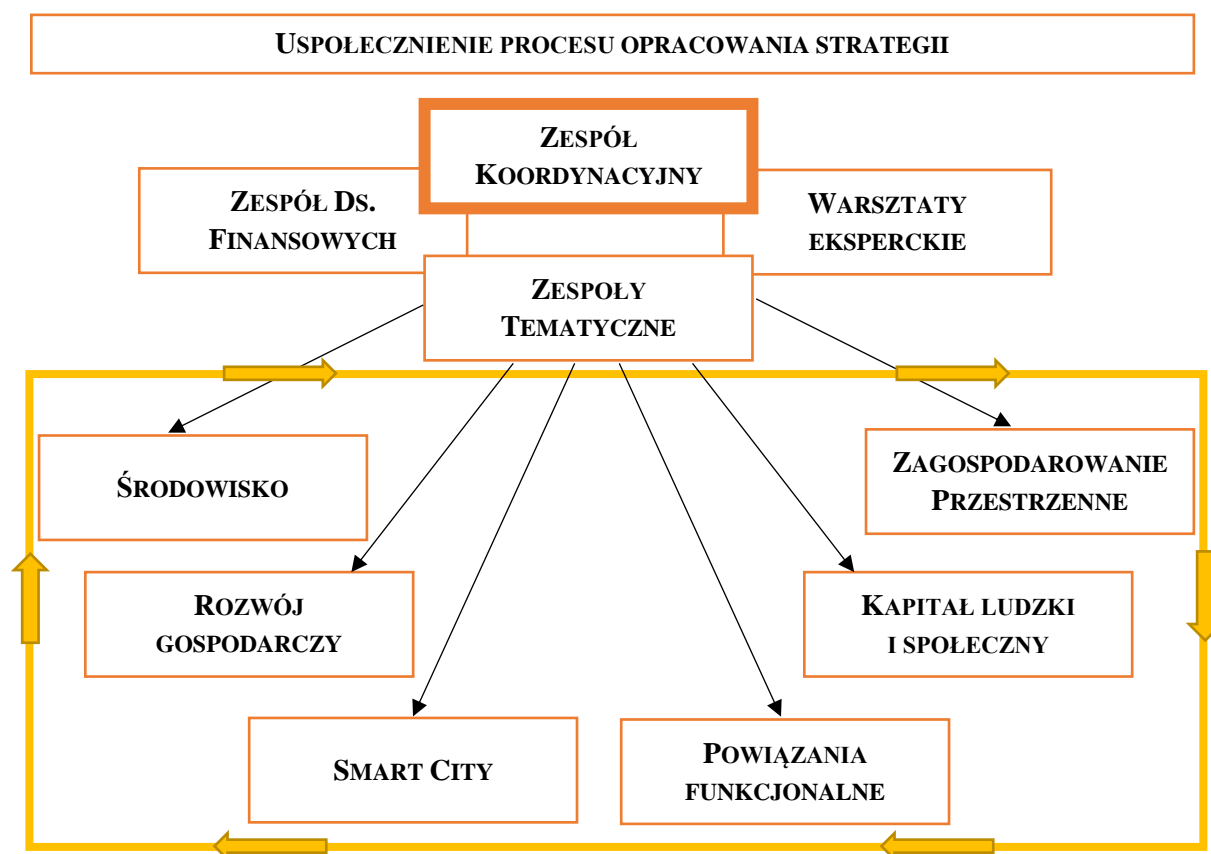 USPOŁECZNIENIE PROCESU OPRACOWANIA STRATEGII
ZESPÓŁ
KOORDYNACYJNY
ZESPÓŁ DS.
FINANSOWYCH
WARSZTATY
EKSPERCKIE
ZESPOŁY
TEMATYCZNE
ŚRODOWISKO
ZAGOSPODAROWANIE
PRZESTRZENNE
ROZWÓJ
GOSPODARCZY
KAPITAŁ LUDZKI
I SPOŁECZNY
SMART CITY
POWIĄZANIA
FUNKCJONALNE